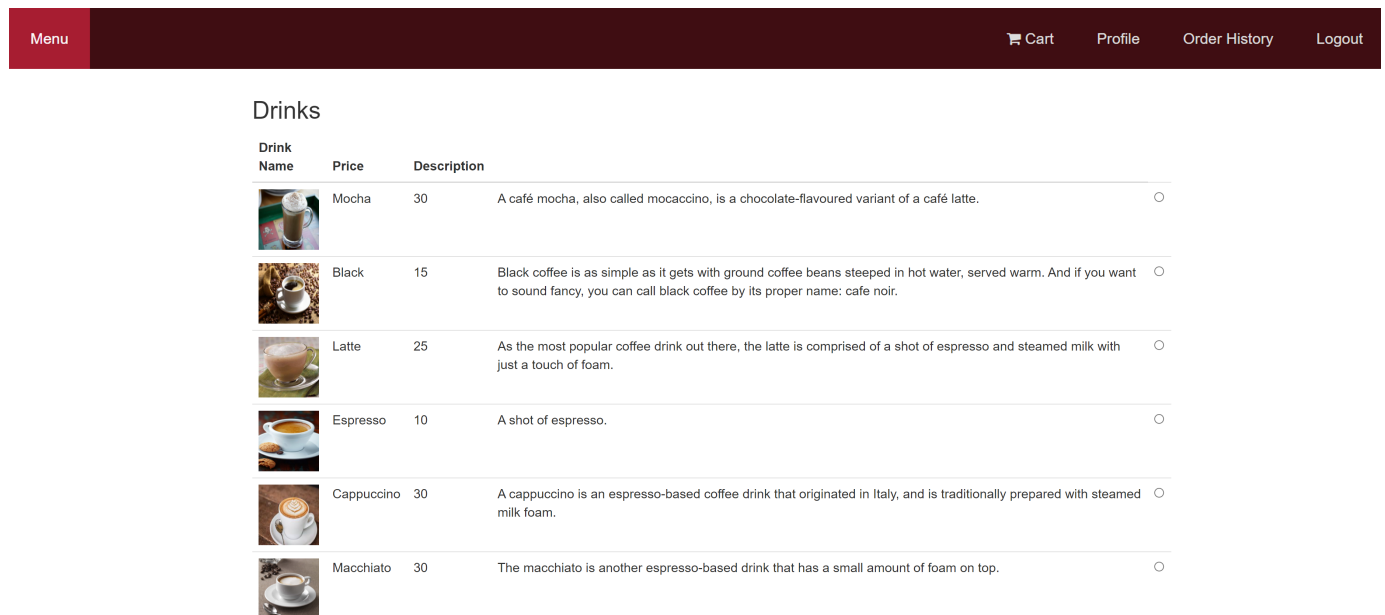 Menu Cart Profile Order History Logout
Drinks
Drink
Name Price Description
Mocha 30 A café mocha, also called mocaccino, is a chocolate-flavoured variant of a café latte.
Black 15 Black coffee is as simple as it gets with ground coffee beans steeped in hot water, served warm. And if you want
to sound fancy, you can call black coffee by its proper name: cafe noir.
Latte 25 As the most popular coffee drink out there, the latte is comprised of a shot of espresso and steamed milk with
just a touch of foam.
Espresso 10 A shot of espresso.
Cappuccino 30 A cappuccino is an espresso-based coffee drink that originated in Italy, and is traditionally prepared with steamed
milk foam.
Macchiato 30 The macchiato is another espresso-based drink that has a small amount of foam on top.